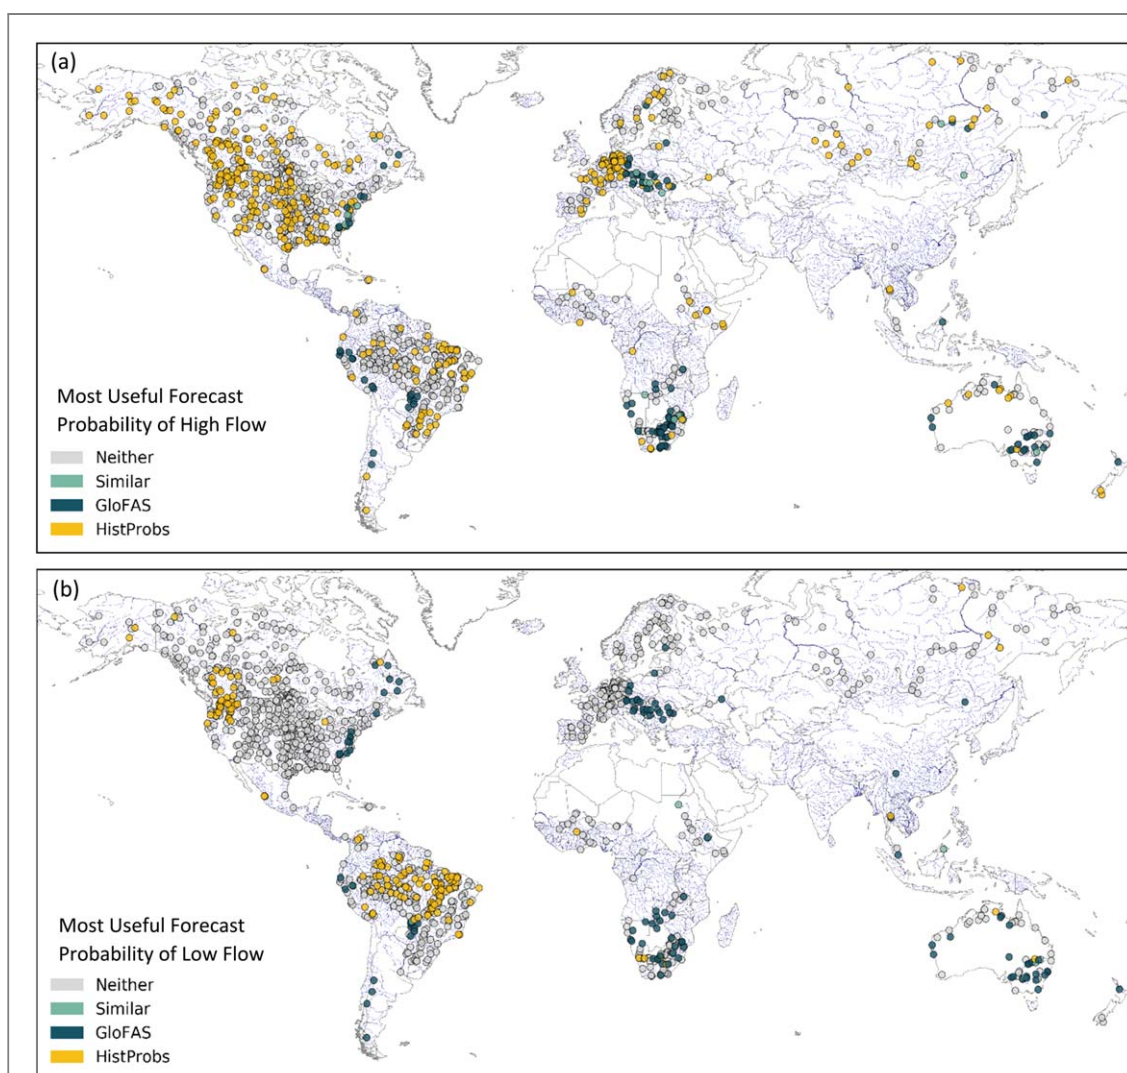 (a)
Most Useful Forecast
Probability of High Flow
Neither
Similar
GloFAS
HistProbs
(b)
Most Useful Forecast
Probability of Low Flow
Neither
Similar
GloFAS
HistProbs